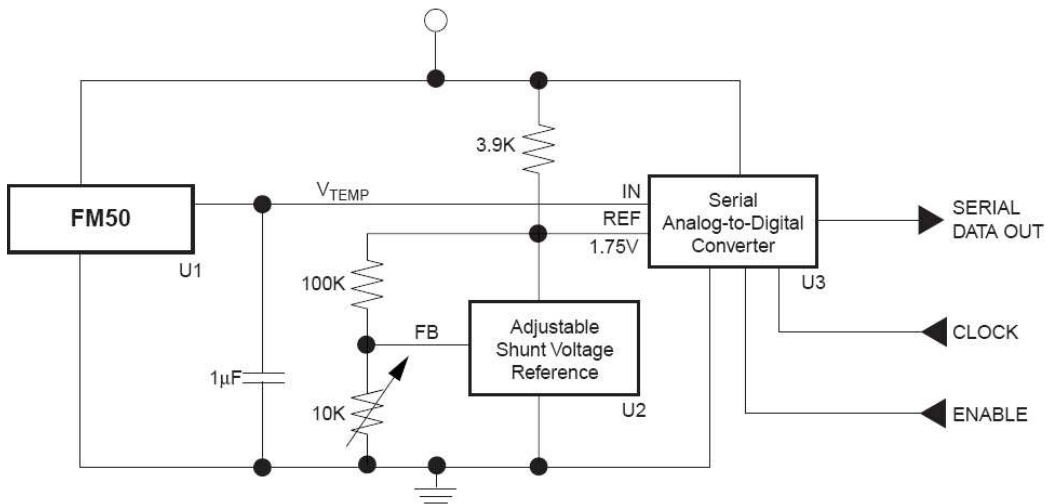 3.9K
V_TEMP
IN
FM50
U1
REF
1.75V
Serial
Analog-to-Digital
Converter
U3
SERIAL
DATA OUT
100K
FB
Adjustable
Shunt Voltage
Reference
U2
CLOCK
1μF
10K
ENABLE